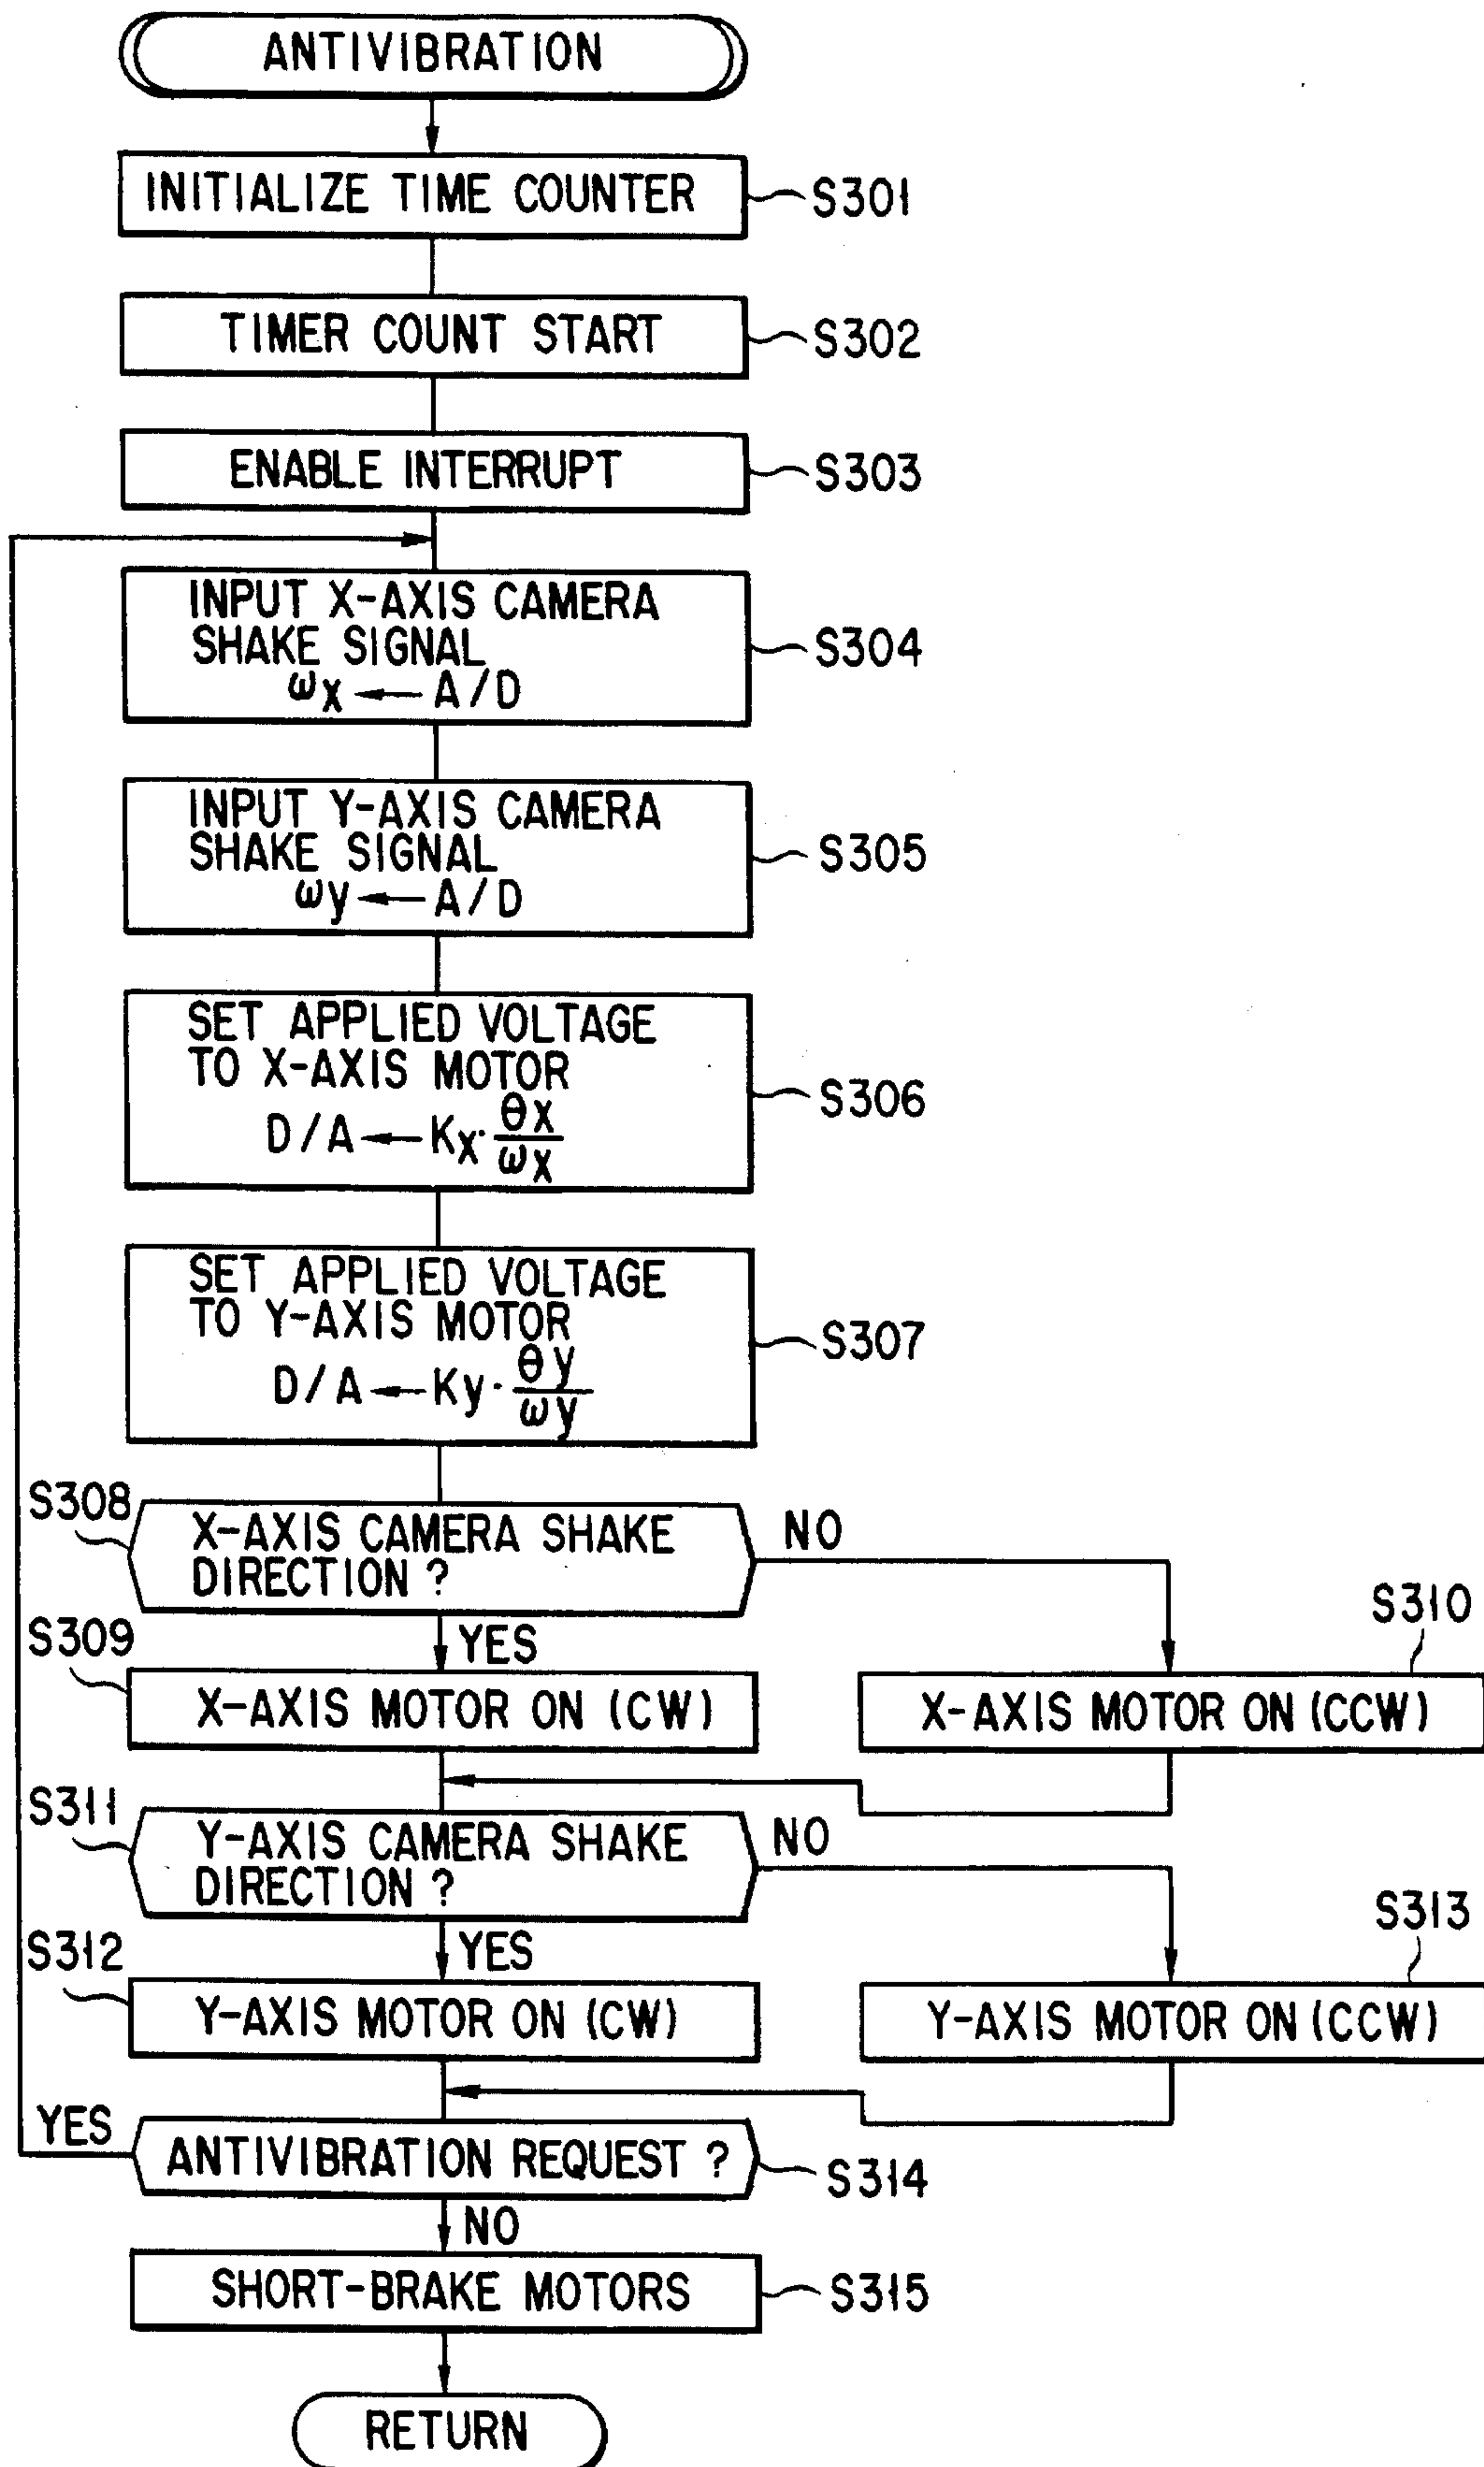 ANTIVIBRATION
INITIALIZE TIME COUNTER
S301
TIMER COUNT START
S302
ENABLE INTERRUPT
S303
INPUT X-AXIS CAMERA
SHAKE SIGNAL
ωx ← A/D
S304
INPUT Y-AXIS CAMERA
SHAKE SIGNAL
ωy ← A/D
S305
SET APPLIED VOLTAGE
TO X-AXIS MOTOR
D/A ← Kx · θx/ωx
S306
SET APPLIED VOLTAGE
TO Y-AXIS MOTOR
D/A ← Ky · θy/ωy
S307
S308
X-AXIS CAMERA SHAKE
DIRECTION ?
NO
YES
S309
X-AXIS MOTOR ON (CW)
S310
X-AXIS MOTOR ON (CCW)
S311
Y-AXIS CAMERA SHAKE
DIRECTION ?
NO
YES
S312
Y-AXIS MOTOR ON (CW)
S313
Y-AXIS MOTOR ON (CCW)
YES
ANTIVIBRATION REQUEST ?
S314
NO
SHORT-BRAKE MOTORS
S315
RETURN